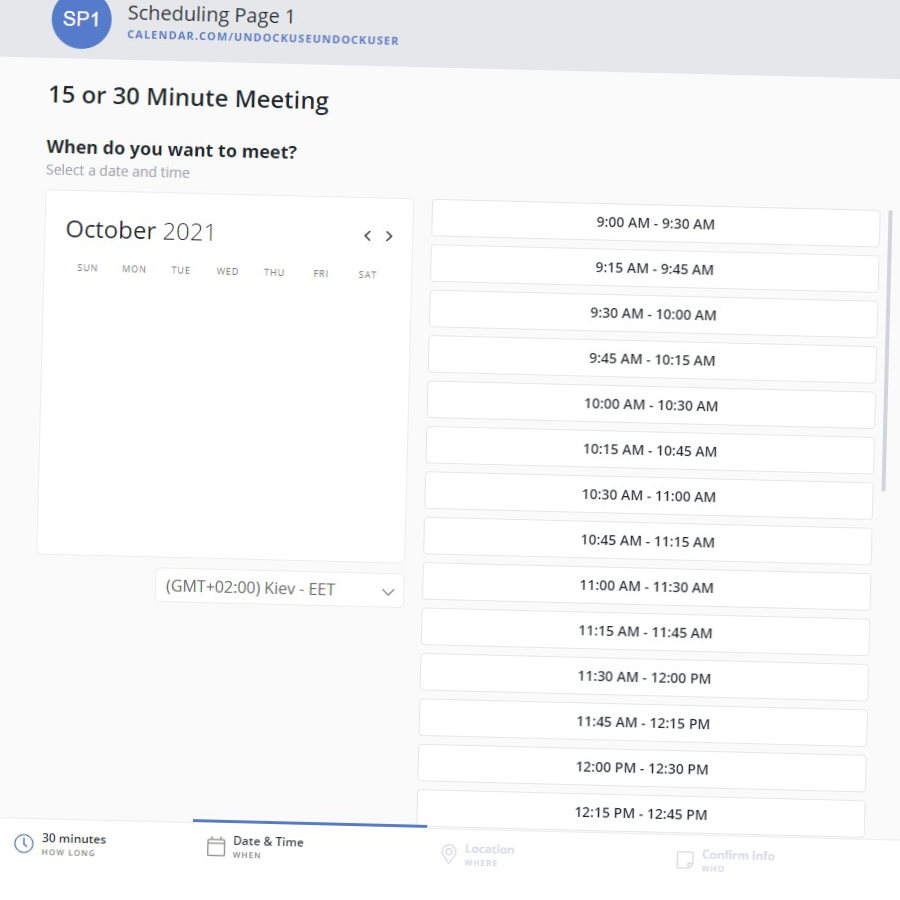 SP1
Scheduling Page 1
CALENDAR.COM/UNDOCKUSEUNDOCKUSER
15 or 30 Minute Meeting
When do you want to meet?
Select a date and time
October 2021
SUN MON TUE WED THU FRI SAT
(GMT+02:00) Kiev - EET
9:00 AM - 9:30 AM
9:15 AM - 9:45 AM
9:30 AM - 10:00 AM
9:45 AM - 10:15 AM
10:00 AM - 10:30 AM
10:15 AM - 10:45 AM
10:30 AM - 11:00 AM
10:45 AM - 11:15 AM
11:00 AM - 11:30 AM
11:15 AM - 11:45 AM
11:30 AM - 12:00 PM
11:45 AM - 12:15 PM
12:00 PM - 12:30 PM
12:15 PM - 12:45 PM
30 minutes
HOW LONG
Date & Time
WHEN
Location
WHERE
Confirm Info
WHO